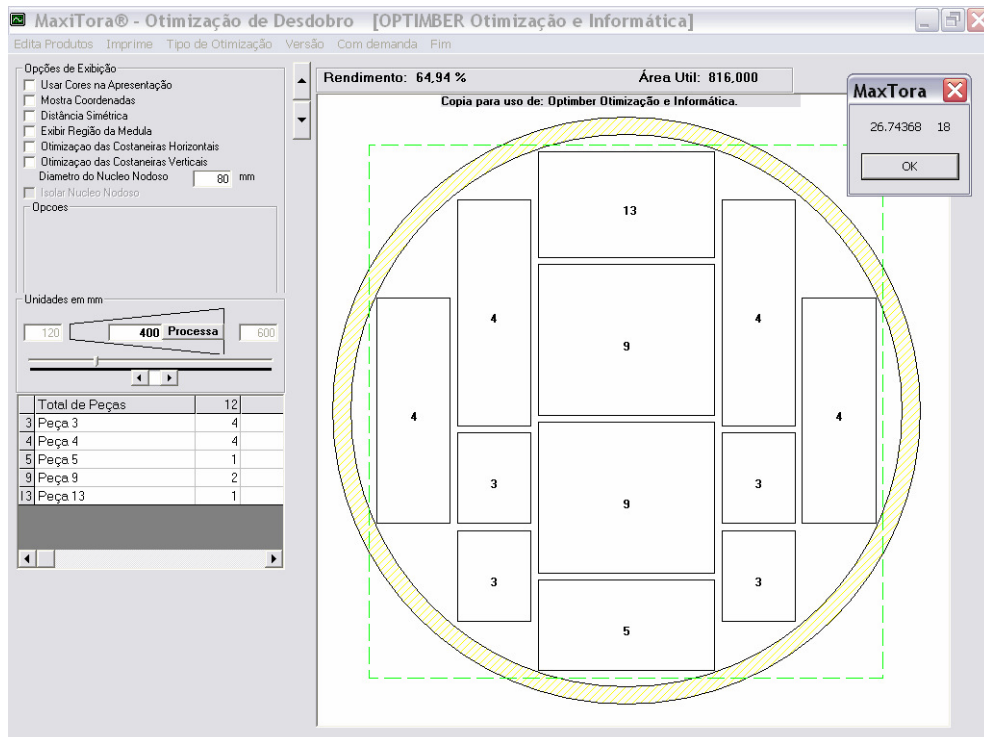 MaxiTora® - Otimização de Desdobro [OPTIMBER Otimização e Informática]
Edita Produtos Imprime Tipo de Otimização Versão Com demanda Fim
Opções de Exibição
Usar Cores na Apresentação
Mostra Coordenadas
Distância Simétrica
Exibir Região da Medula
Otimizaçao das Costaneiras Horizontais
Otimizaçao das Costaneiras Verticais
Diametro do Nucleo Nodoso 80 mm
Isolar Nucleo Nodoso
Opcoes
Unidades em mm
120 400 Processa 600
Total de Peças 12
3 Peça 3 4
4 Peça 4 4
5 Peça 5 1
9 Peça 9 2
13 Peça 13 1
Rendimento: 64,94 % Área Util: 816,000
Copia para uso de: Optimber Otimização e Informática.
13
4 4
9
4 4
3 3
9
3 3
5
MaxTora
26.74368 18
OK